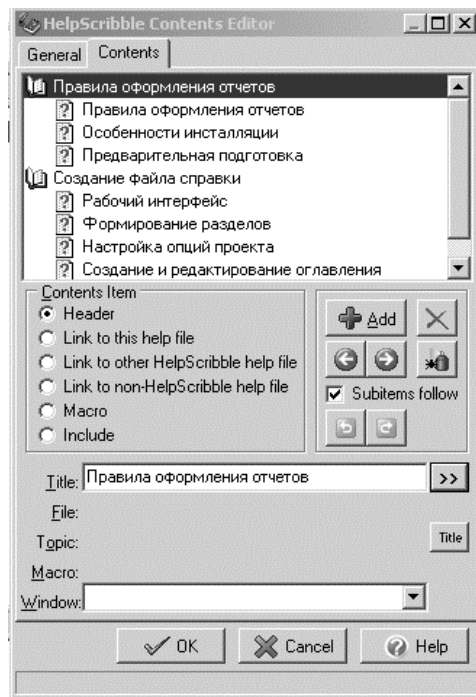 HelpScribble Contents Editor
General Contents
Правила оформления отчетов
Правила оформления отчетов
Особенности инсталляции
Предварительная подготовка
Создание файла справки
Рабочий интерфейс
Формирование разделов
Настройка опций проекта
Создание и редактирование оглавления
Contents Item
Header
Link to this help file
Link to other HelpScribble help file
Link to non-HelpScribble help file
Macro
Include
Add
Subitems follow
Title: Правила оформления отчетов >>
File:
Topic: Title
Macro:
Window:
OK Cancel Help